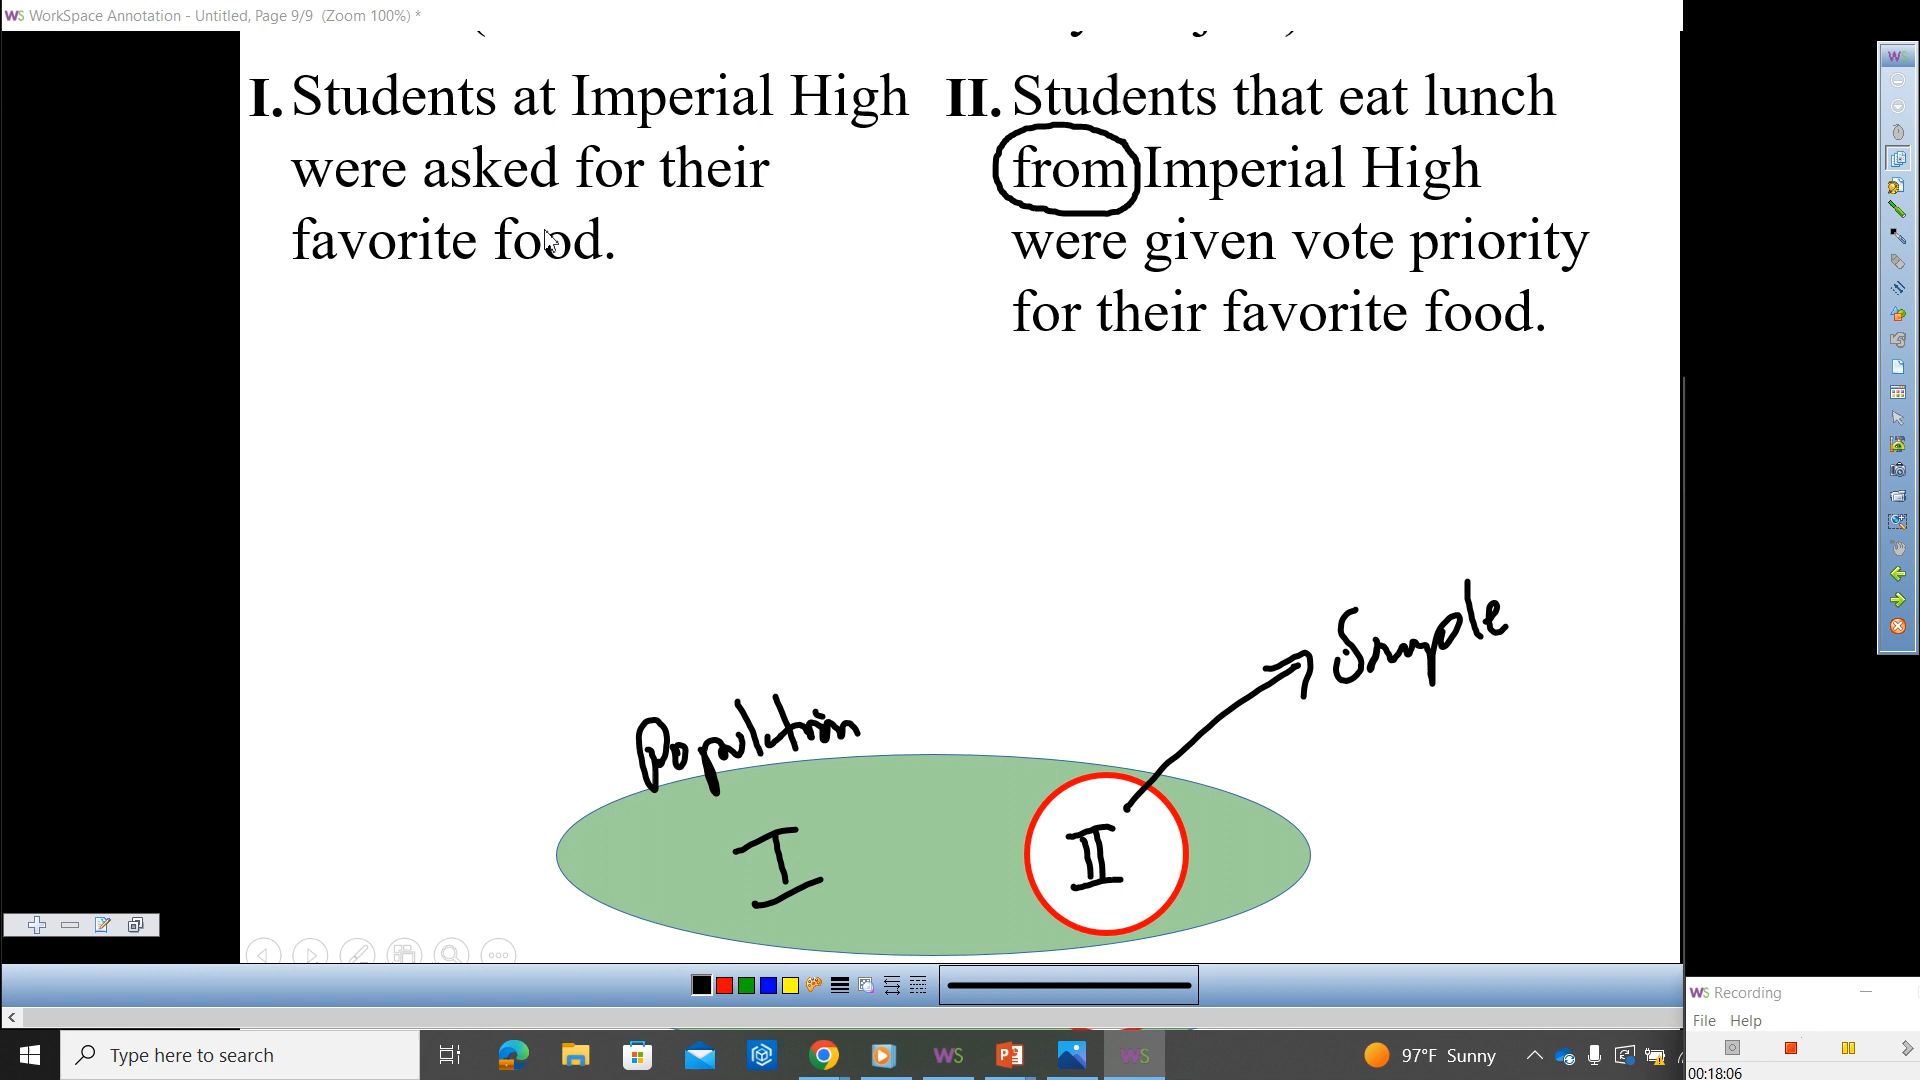 WS WorkSpace Annotation - Untitled, Page 9/9 (Zoom 100%) *
I. Students at Imperial High
were asked for their
favorite food.
II. Students that eat lunch
from Imperial High
were given vote priority
for their favorite food.
Sample
Population
I
II
WS Recording
File Help
Type here to search
97°F Sunny
00:18:06